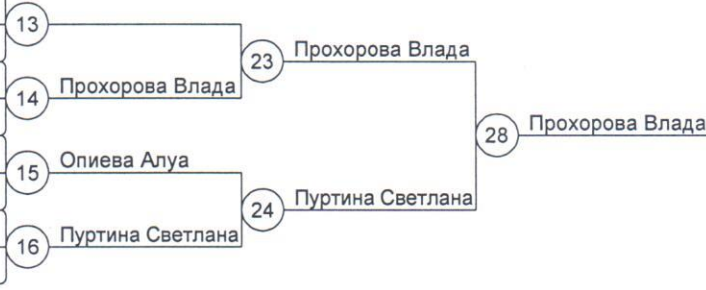 13
Прохорова Влада
23
14
Прохорова Влада
Прохорова Влада
28
15
Опиева Алуа
Пуртина Светлана
24
16
Пуртина Светлана